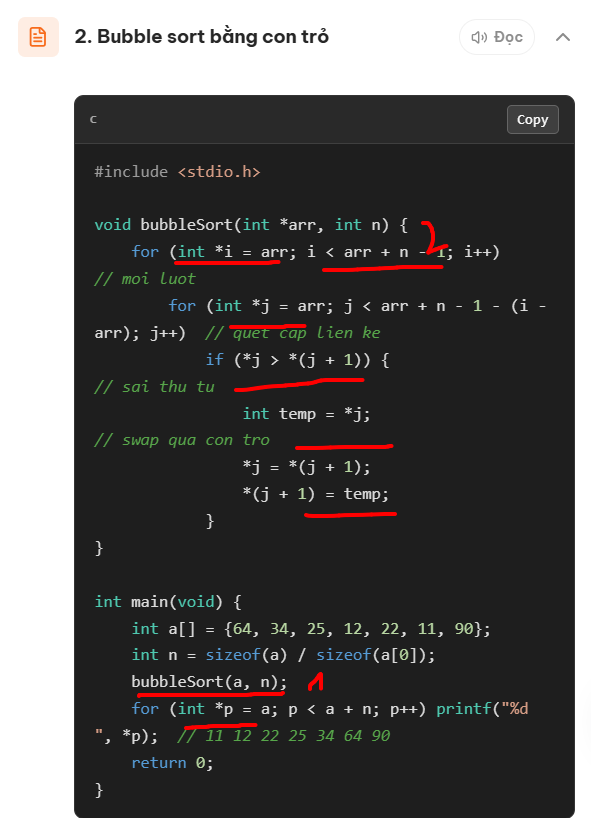 2. Bubble sort bằng con trỏ
Đọc
c
Copy
#include <stdio.h>
void bubbleSort(int *arr, int n) {
2
for (int *i = arr; i < arr + n - 1; i++)
// moi luot
for (int *j = arr; j < arr + n - 1 - (i -
arr); j++)  // quet cap lien ke
if (*j > *(j + 1)) {
// sai thu tu
int temp = *j;
// swap qua con tro
*j = *(j + 1);
*(j + 1) = temp;
}
}
int main(void) {
int a[] = {64, 34, 25, 12, 22, 11, 90};
int n = sizeof(a) / sizeof(a[0]);
bubbleSort(a, n); 1
for (int *p = a; p < a + n; p++) printf("%d
", *p);  // 11 12 22 25 34 64 90
return 0;
}